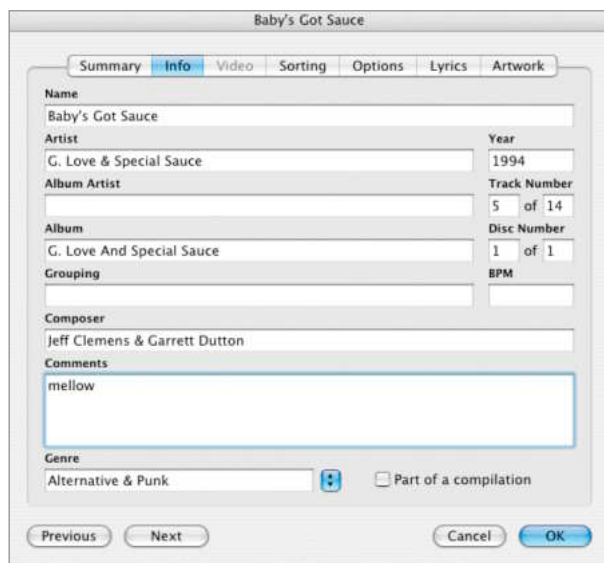 Baby's Got Sauce
Summary Info Video Sorting Options Lyrics Artwork
Name
Baby's Got Sauce
Artist Year
G. Love & Special Sauce 1994
Album Artist Track Number
5 of 14
Album Disc Number
G. Love And Special Sauce 1 of 1
Grouping BPM
Composer
Jeff Clemens & Garrett Dutton
Comments
mellow
Genre
Alternative & Punk Part of a compilation
Previous Next Cancel OK